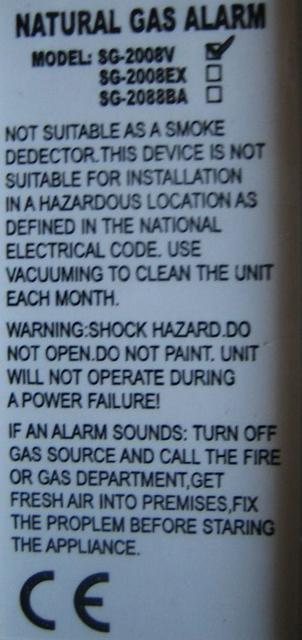 NATURAL GAS ALARM
MODEL: SG-2008V
SG-2008EX
SG-2088BA
NOT SUITABLE AS A SMOKE
DEDECTOR.THIS DEVICE IS NOT
SUITABLE FOR INSTALLATION
IN A HAZARDOUS LOCATION AS
DEFINED IN THE NATIONAL
ELECTRICAL CODE. USE
VACUUMING TO CLEAN THE UNIT
EACH MONTH.
WARNING:SHOCK HAZARD.DO
NOT OPEN.DO NOT PAINT. UNIT
WILL NOT OPERATE DURING
A POWER FAILURE!
IF AN ALARM SOUNDS: TURN OFF
GAS SOURCE AND CALL THE FIRE
OR GAS DEPARTMENT,GET
FRESH AIR INTO PREMISES,FIX
THE PROPLEM BEFORE STARING
THE APPLIANCE.
CE